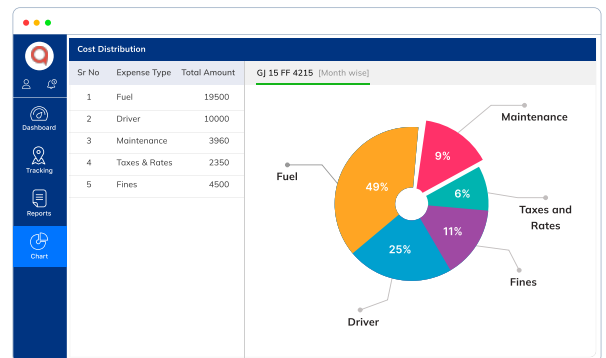 Cost Distribution
Sr No Expense Type Total Amount
1 Fuel 19500
2 Driver 10000
3 Maintenance 3960
4 Taxes & Rates 2350
5 Fines 4500
Dashboard
Tracking
Reports
Chart
GJ 15 FF 4215 [Month wise]
Maintenance
9%
Fuel
49%
6%
Taxes and
Rates
11%
25%
Fines
Driver